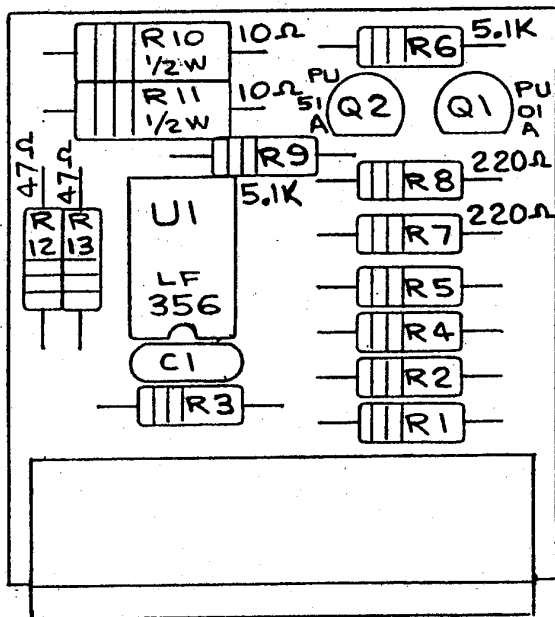 R10 10Ω
1/2W
R11 10Ω
1/2W
R6 5.1K
PU
51
A
Q2
Q1
PU
01
A
R9
5.1K
R8 220Ω
R7 220Ω
47Ω
47Ω
R
12
R
13
U1
LF
356
C1
R3
R5
R4
R2
R1